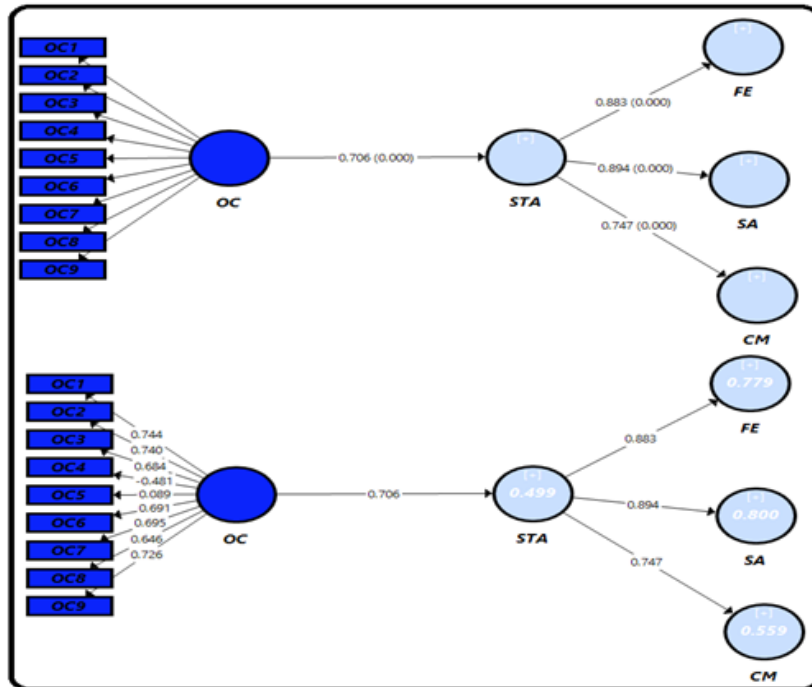 [+]
OC1
FE
OC2
0.883 (0.000)
OC3
OC4
[+]
OC5
0.706 (0.000)
0.894 (0.000)
[+]
OC6
OC
STA
SA
OC7
0.747 (0.000)
OC8
OC9
[+]
CM
[+]
OC1
0.779
OC2
FE
0.744
OC3
0.740
0.883
0.684
OC4
-0.481
[+]
OC5
0.089
0.706
0.499
0.894
[+]
OC6
0.691
0.800
0.695
OC
STA
OC7
0.646
SA
0.726
0.747
OC8
OC9
[+]
0.559
CM